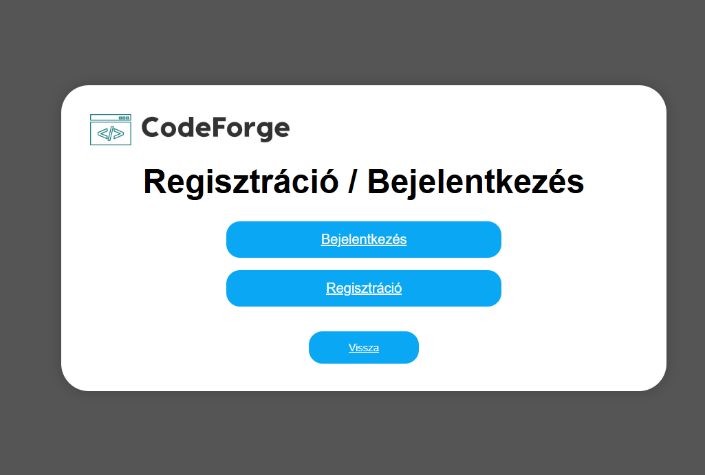 </> CodeForge
Regisztráció / Bejelentkezés
Bejelentkezés
Regisztráció
Vissza